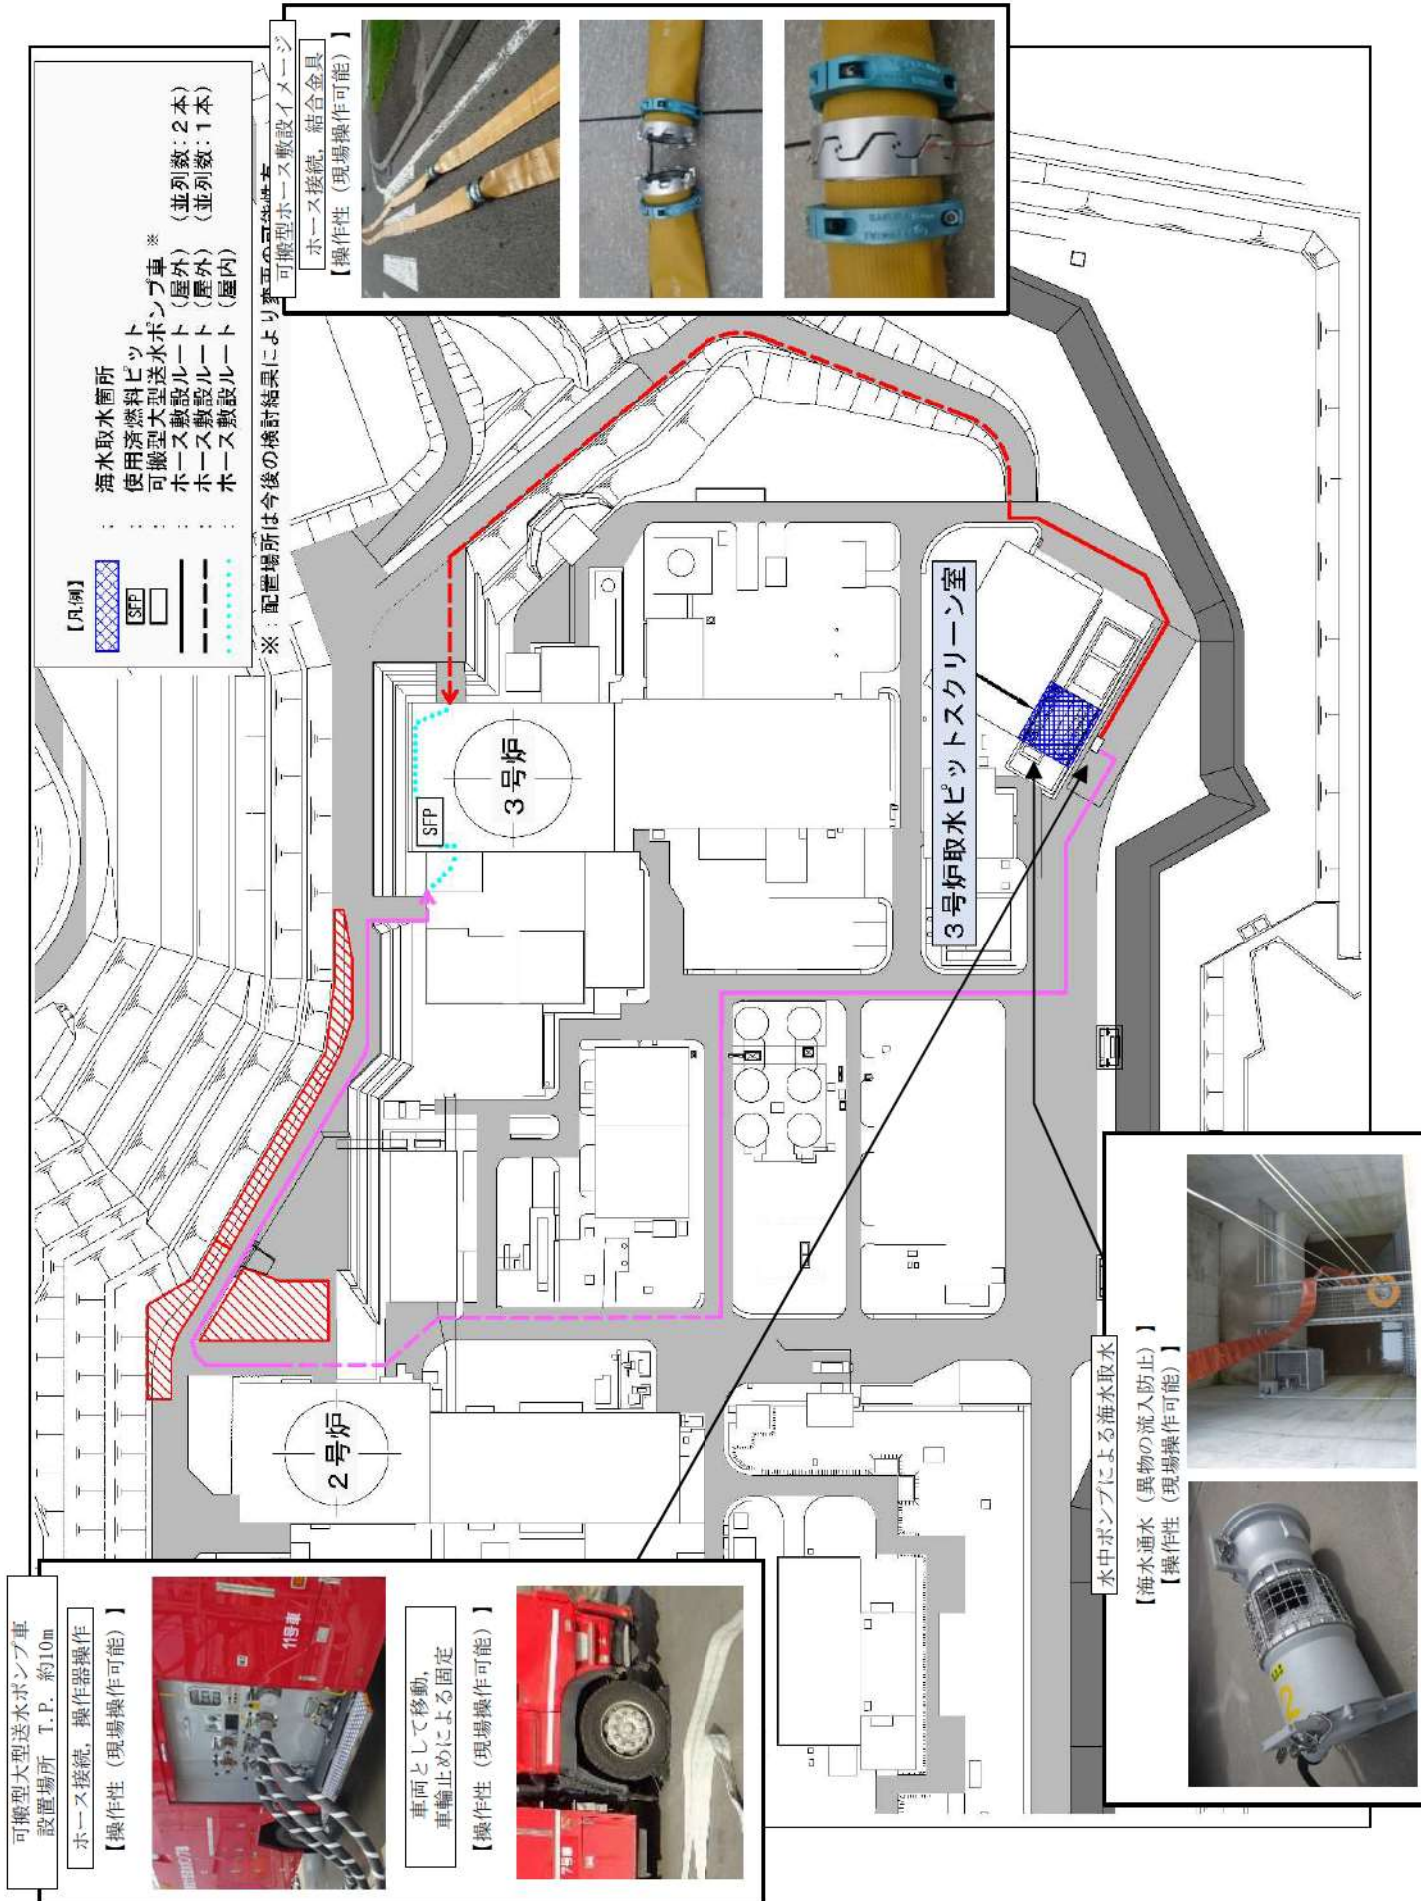 【凡例】
： 海水取水箇所
SFP ： 使用済燃料ピット
： 可搬型大型送水ポンプ車※
： ホース敷設ルート（屋外）（並列数：２本）
： ホース敷設ルート（屋外）（並列数：１本）
： ホース敷設ルート（屋内）
※：配置場所は今後の検討結果により変更の可能性有
可搬型ホース敷設イメージ
ホース接続，結合金具
【操作性（現場操作可能）】
SFP
３号炉
２号炉
３号炉取水ピットスクリーン室
可搬型大型送水ポンプ車
設置場所 T.P. 約10m
ホース接続，操作器操作
【操作性（現場操作可能）】
11号車
車両として移動，
車輪止めによる固定
【操作性（現場操作可能）】
水中ポンプによる海水取水
【海水通水（異物の流入防止）】
【操作性（現場操作可能）】
2